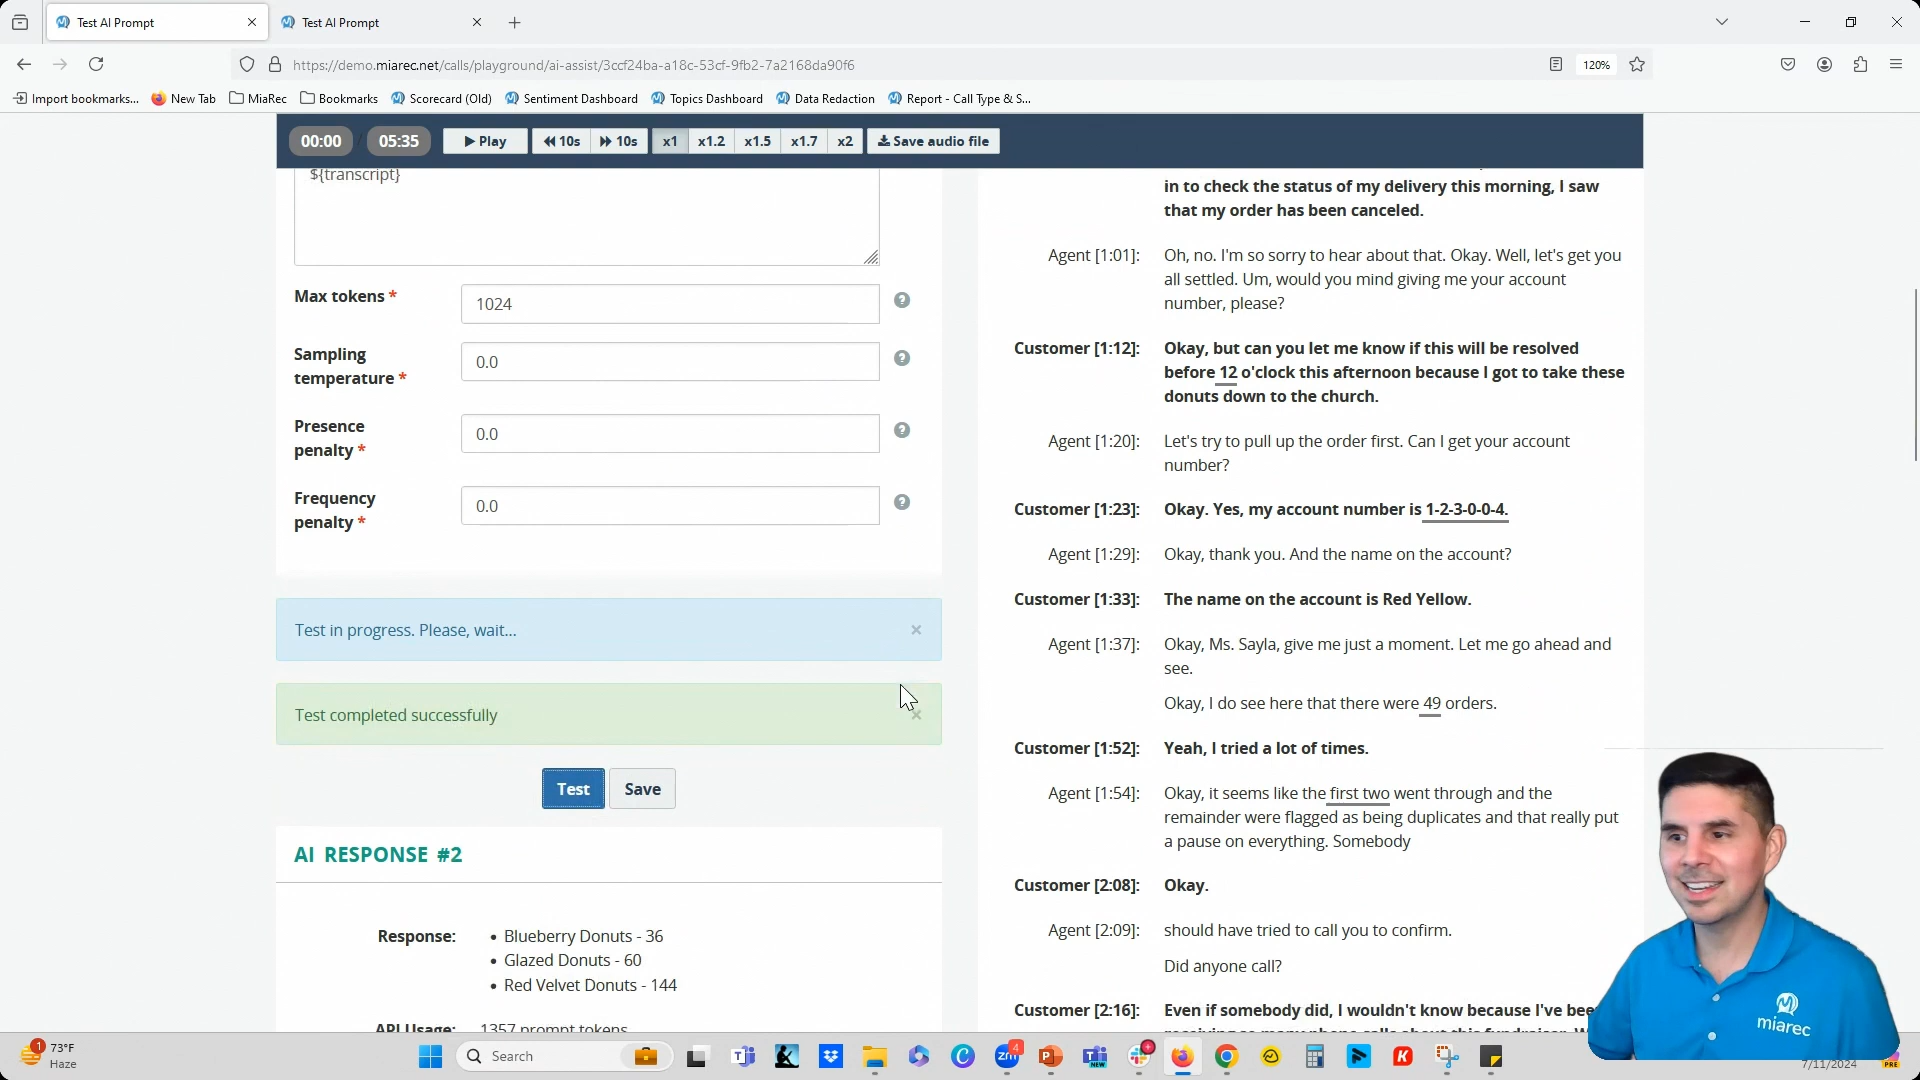 Test AI Prompt
Test AI Prompt
https://demo.miarec.net/calls/playground/ai-assist/3ccf24ba-a18c-53cf-9fb2-7a2168da90f6
120%
Import bookmarks...
New Tab
MiaRec
Bookmarks
Scorecard (Old)
Sentiment Dashboard
Topics Dashboard
Data Redaction
Report - Call Type & S...
00:00 / 05:35
Play
10s
10s
x1
x1.2
x1.5
x1.7
x2
Save audio file
${transcript}
Max tokens *
1024
Sampling
temperature *
0.0
Presence
penalty *
0.0
Frequency
penalty *
0.0
Test in progress. Please, wait...
Test completed successfully
Test
Save
AI RESPONSE #2
Response:
• Blueberry Donuts - 36
• Glazed Donuts - 60
• Red Velvet Donuts - 144
API Usage: 1357 prompt tokens
in to check the status of my delivery this morning, I saw
that my order has been canceled.
Agent [1:01]: Oh, no. I'm so sorry to hear about that. Okay. Well, let's get you
all settled. Um, would you mind giving me your account
number, please?
Customer [1:12]: Okay, but can you let me know if this will be resolved
before 12 o'clock this afternoon because I got to take these
donuts down to the church.
Agent [1:20]: Let's try to pull up the order first. Can I get your account
number?
Customer [1:23]: Okay. Yes, my account number is 1-2-3-0-0-4.
Agent [1:29]: Okay, thank you. And the name on the account?
Customer [1:33]: The name on the account is Red Yellow.
Agent [1:37]: Okay, Ms. Sayla, give me just a moment. Let me go ahead and
see.
Okay, I do see here that there were 49 orders.
Customer [1:52]: Yeah, I tried a lot of times.
Agent [1:54]: Okay, it seems like the first two went through and the
remainder were flagged as being duplicates and that really put
a pause on everything. Somebody
Customer [2:08]: Okay.
Agent [2:09]: should have tried to call you to confirm.
Did anyone call?
Customer [2:16]: Even if somebody did, I wouldn't know because I've
miarec
1
73°F
Haze
Search
4
7/11/2024